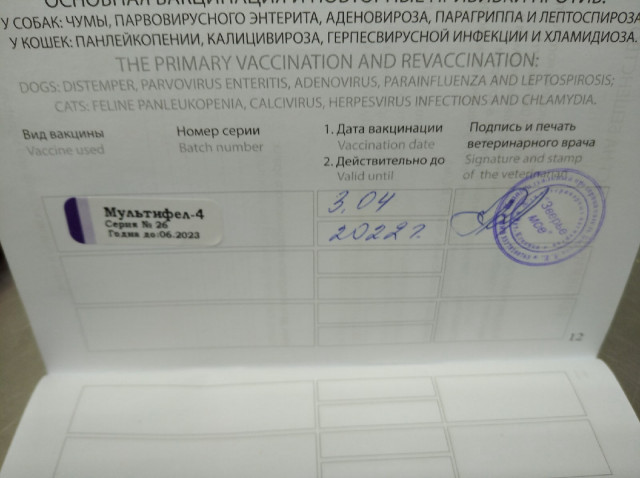 ОСНОВНАЯ ВАКЦИНАЦИЯ И ПОВТОРНЫЕ ПРИВИВКИ ПРОТИВ:
У СОБАК: ЧУМЫ, ПАРВОВИРУСНОГО ЭНТЕРИТА, АДЕНОВИРОЗА, ПАРАГРИППА И ЛЕПТОСПИРОЗА
У КОШЕК: ПАНЛЕЙКОПЕНИИ, КАЛИЦИВИРОЗА, ГЕРПЕСВИРУСНОЙ ИНФЕКЦИИ И ХЛАМИДИОЗА.
THE PRIMARY VACCINATION AND REVACCINATION:
DOGS: DISTEMPER, PARVOVIRUS ENTERITIS, ADENOVIRUS, PARAINFLUENZA AND LEPTOSPIROSIS;
CATS: FELINE PANLEUKOPENIA, CALCIVIRUS, HERPESVIRUS INFECTIONS AND CHLAMYDIA.
Вид вакцины
Vaccine used
Номер серии
Batch number
1. Дата вакцинации
Vaccination date
2. Действительно до
Valid until
Подпись и печать
ветеринарного врача
Signature and stamp
of the veterinarian
Мультифел-4
Серия № 26
Годна до:06.2023
3.04
2022г.
12